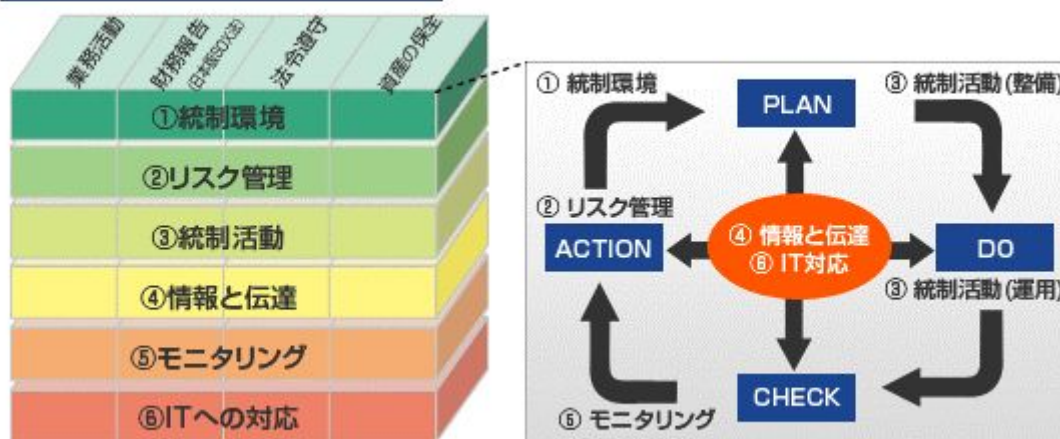 業務活動
財務報告
(日本版SOX法)
法令遵守
資産の保全
①統制環境
②リスク管理
③統制活動
④情報と伝達
⑤モニタリング
⑥ITへの対応
① 統制環境
PLAN
③ 統制活動(整備)
② リスク管理
ACTION
④ 情報と伝達
⑥ IT対応
DO
③ 統制活動(運用)
CHECK
⑤ モニタリング